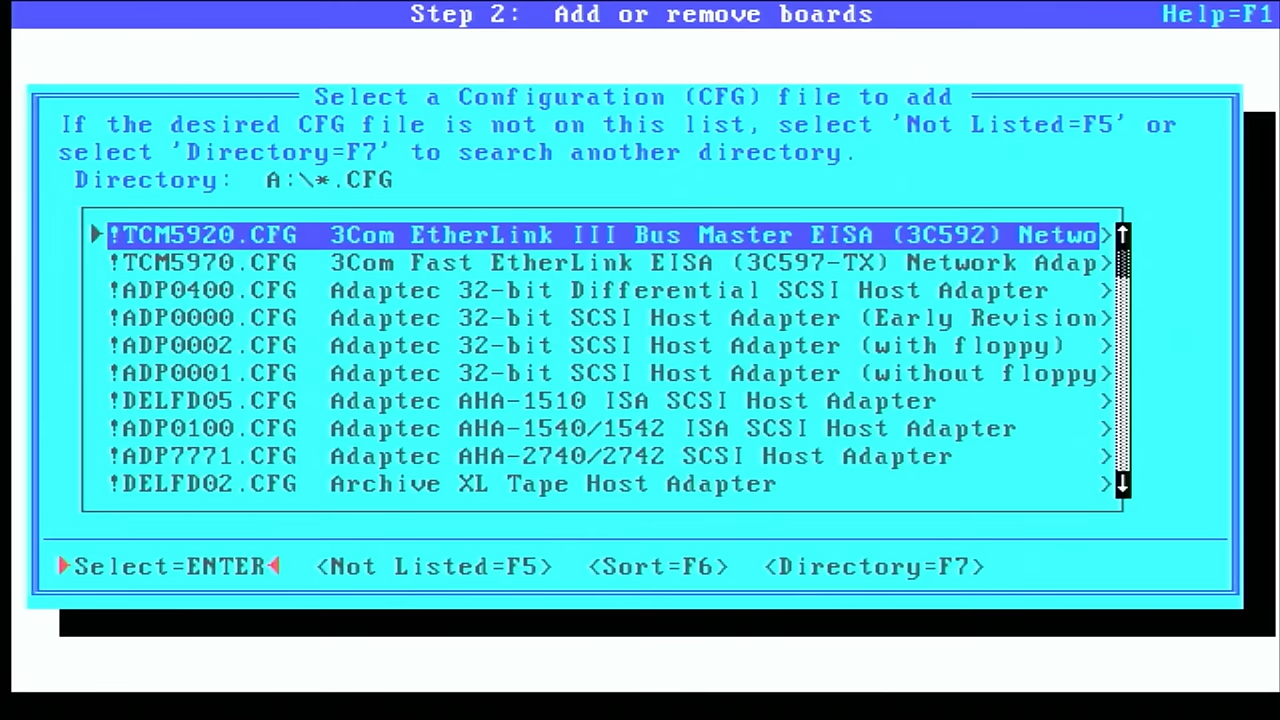 Step 2:  Add or remove boards
Help=F1
Select a Configuration (CFG) file to add
If the desired CFG file is not on this list, select 'Not Listed=F5' or
select 'Directory=F7' to search another directory.
Directory:  A:\*.CFG
!TCM5920.CFG  3Com EtherLink III Bus Master EISA (3C592) Netwo>
!TCM5970.CFG  3Com Fast EtherLink EISA (3C597-TX) Network Adap>
!ADP0400.CFG  Adaptec 32-bit Differential SCSI Host Adapter   >
!ADP0000.CFG  Adaptec 32-bit SCSI Host Adapter (Early Revision>
!ADP0002.CFG  Adaptec 32-bit SCSI Host Adapter (with floppy)  >
!ADP0001.CFG  Adaptec 32-bit SCSI Host Adapter (without floppy>
!DELFD05.CFG  Adaptec AHA-1510 ISA SCSI Host Adapter          >
!ADP0100.CFG  Adaptec AHA-1540/1542 ISA SCSI Host Adapter     >
!ADP7771.CFG  Adaptec AHA-2740/2742 SCSI Host Adapter         >
!DELFD02.CFG  Archive XL Tape Host Adapter                    >
Select=ENTER  <Not Listed=F5>  <Sort=F6>  <Directory=F7>